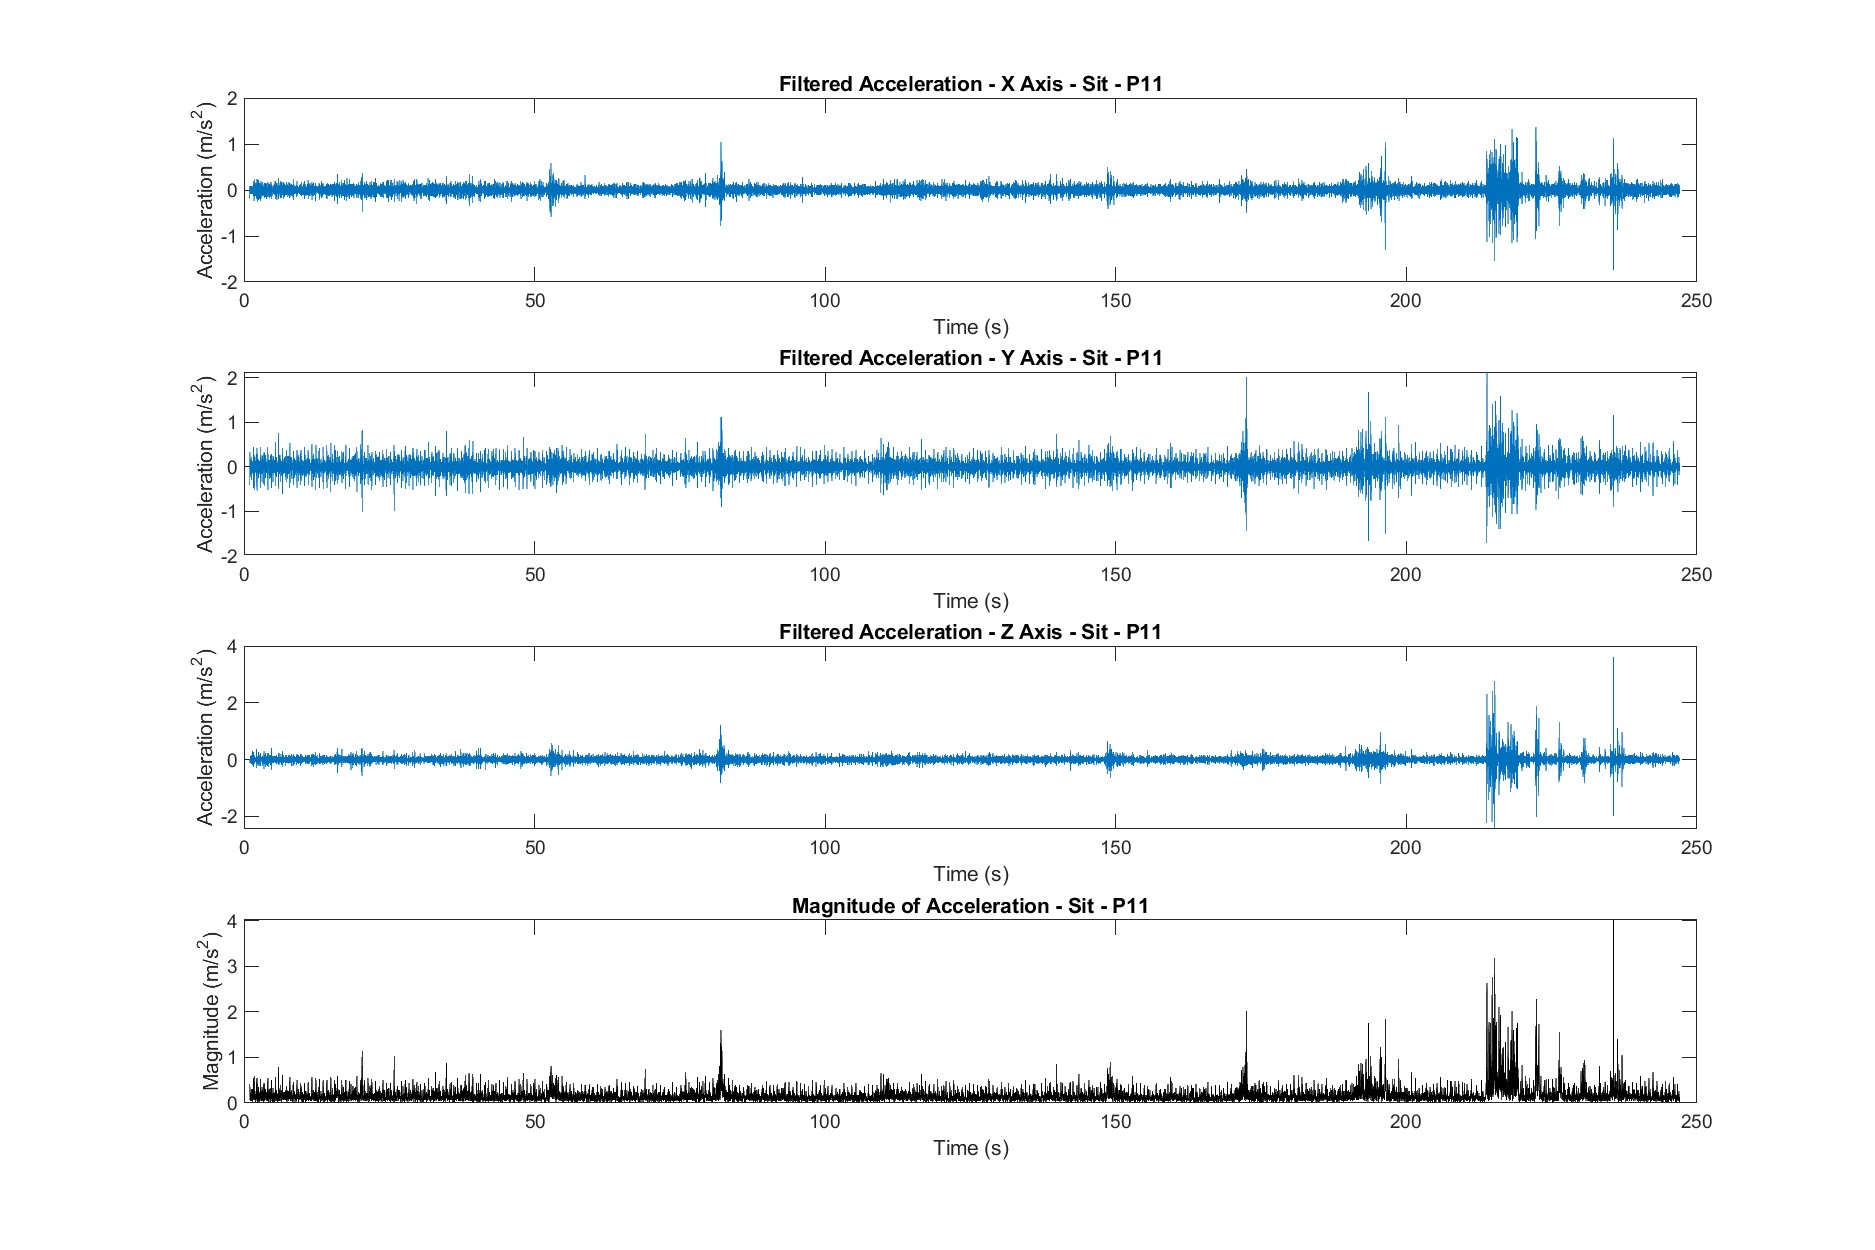 Filtered Acceleration - X Axis - Sit - P11
Acceleration (m/s²)
2
1
0
-1
-2
0 50 100 150 200 250
Time (s)
Filtered Acceleration - Y Axis - Sit - P11
Acceleration (m/s²)
2
1
0
-1
-2
0 50 100 150 200 250
Time (s)
Filtered Acceleration - Z Axis - Sit - P11
Acceleration (m/s²)
4
2
0
-2
0 50 100 150 200 250
Time (s)
Magnitude of Acceleration - Sit - P11
Magnitude (m/s²)
4
3
2
1
0
0 50 100 150 200 250
Time (s)